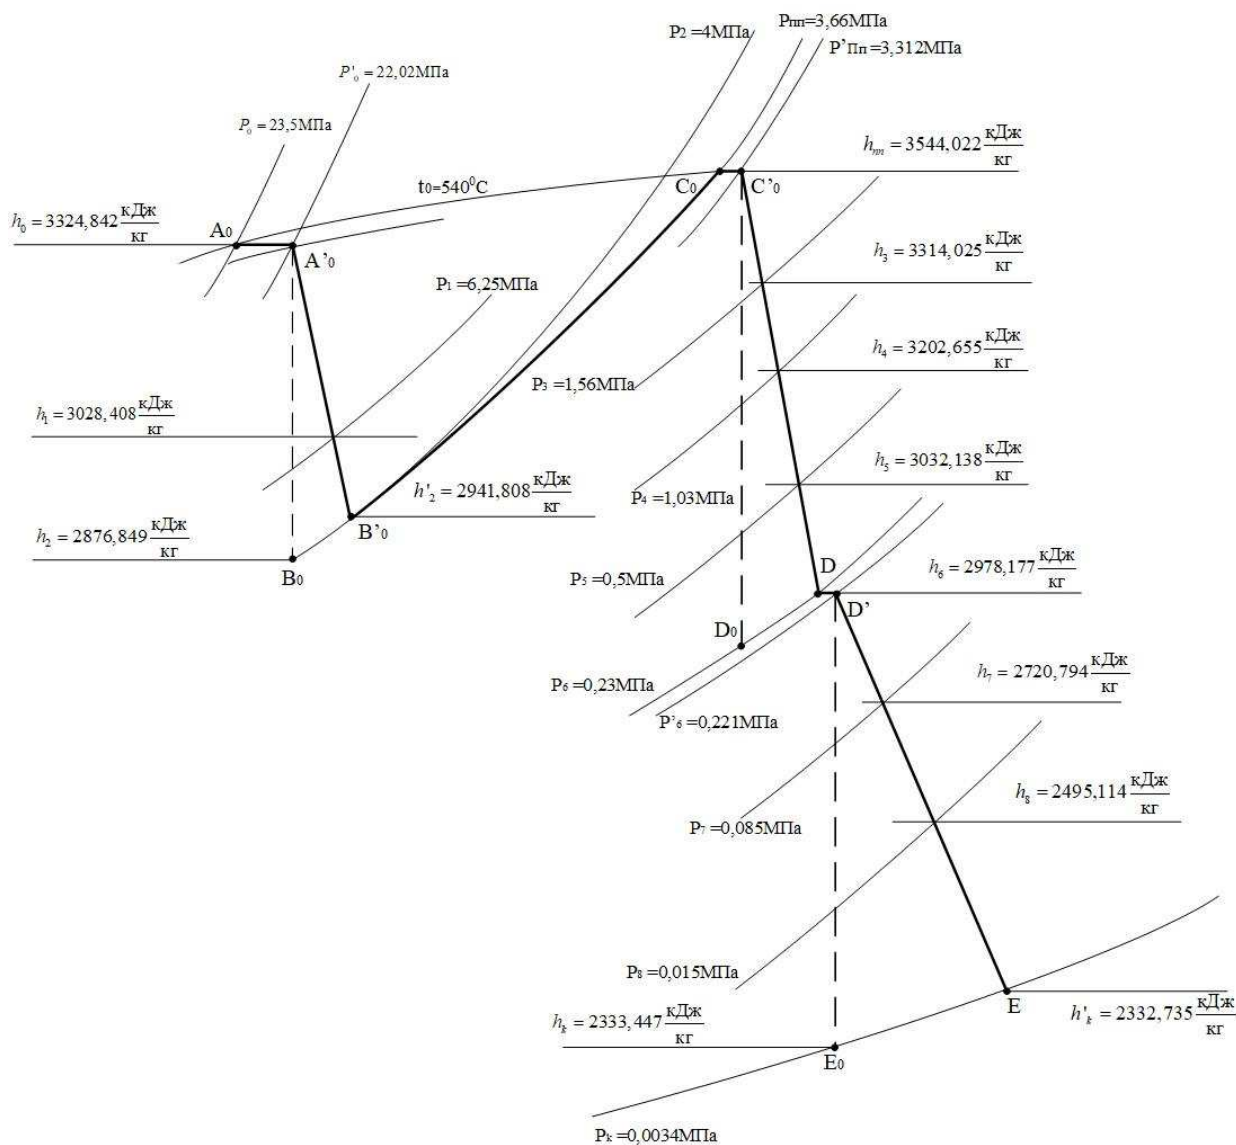 P₂ =4МПа
Pпп=3,66МПа
P'Пп =3,312МПа
P'₀ = 22,02МПа
P₀ = 23,5МПа
hпп = 3544,022 кДж/кг
t₀=540⁰C
C₀
C'₀
h₀ = 3324,842 кДж/кг
A₀
A'₀
h₃ = 3314,025 кДж/кг
P₁ =6,25МПа
h₄ = 3202,655 кДж/кг
P₃ =1,56МПа
h₁ = 3028,408 кДж/кг
h₅ = 3032,138 кДж/кг
h'₂ = 2941,808 кДж/кг
P₄ =1,03МПа
B'₀
h₂ = 2876,849 кДж/кг
B₀
P₅ =0,5МПа
D
h₆ = 2978,177 кДж/кг
D'
D₀
P₆ =0,23МПа
h₇ = 2720,794 кДж/кг
P'₆ =0,221МПа
h₈ = 2495,114 кДж/кг
P₇ =0,085МПа
P₈ =0,015МПа
E
h'k = 2332,735 кДж/кг
hk = 2333,447 кДж/кг
E₀
Pk =0,0034МПа